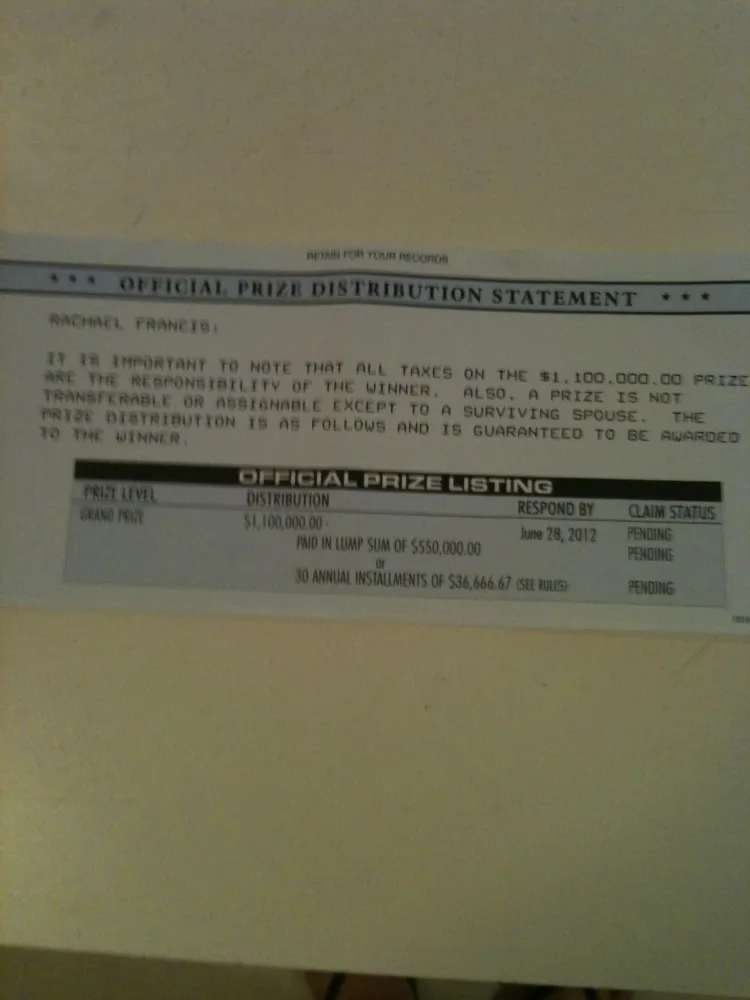 RETAIN FOR YOUR RECORDS
*** OFFICIAL PRIZE DISTRIBUTION STATEMENT ***
RACHAEL FRANCIS,
IT IS IMPORTANT TO NOTE THAT ALL TAXES ON THE $1,100,000.00 PRIZE
ARE THE RESPONSIBILITY OF THE WINNER. ALSO, A PRIZE IS NOT
TRANSFERABLE OR ASSIGNABLE EXCEPT TO A SURVIVING SPOUSE. THE
PRIZE DISTRIBUTION IS AS FOLLOWS AND IS GUARANTEED TO BE AWARDED
TO THE WINNER.
OFFICIAL PRIZE LISTING
PRIZE LEVEL DISTRIBUTION RESPOND BY CLAIM STATUS
GRAND PRIZE $1,100,000.00 - June 28, 2012 PENDING
PAID IN LUMP SUM OF $550,000.00 PENDING
or
30 ANNUAL INSTALLMENTS OF $36,666.67 (SEE RULES) PENDING